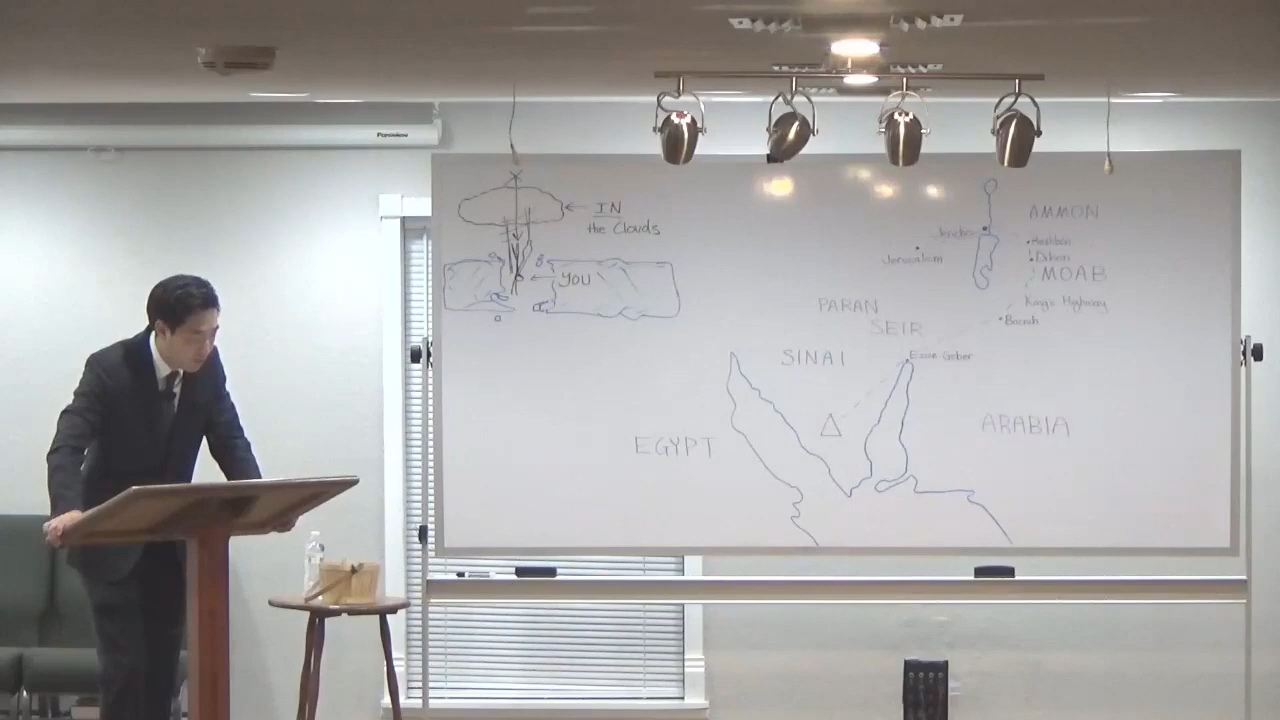 IN
the Clouds
YOU
AMMON
Jericho
Heshbon
Jerusalem
Dibon
MOAB
King's Highway
PARAN
Bozrah
SEIR
SINAI
Ezion Geber
ARABIA
EGYPT